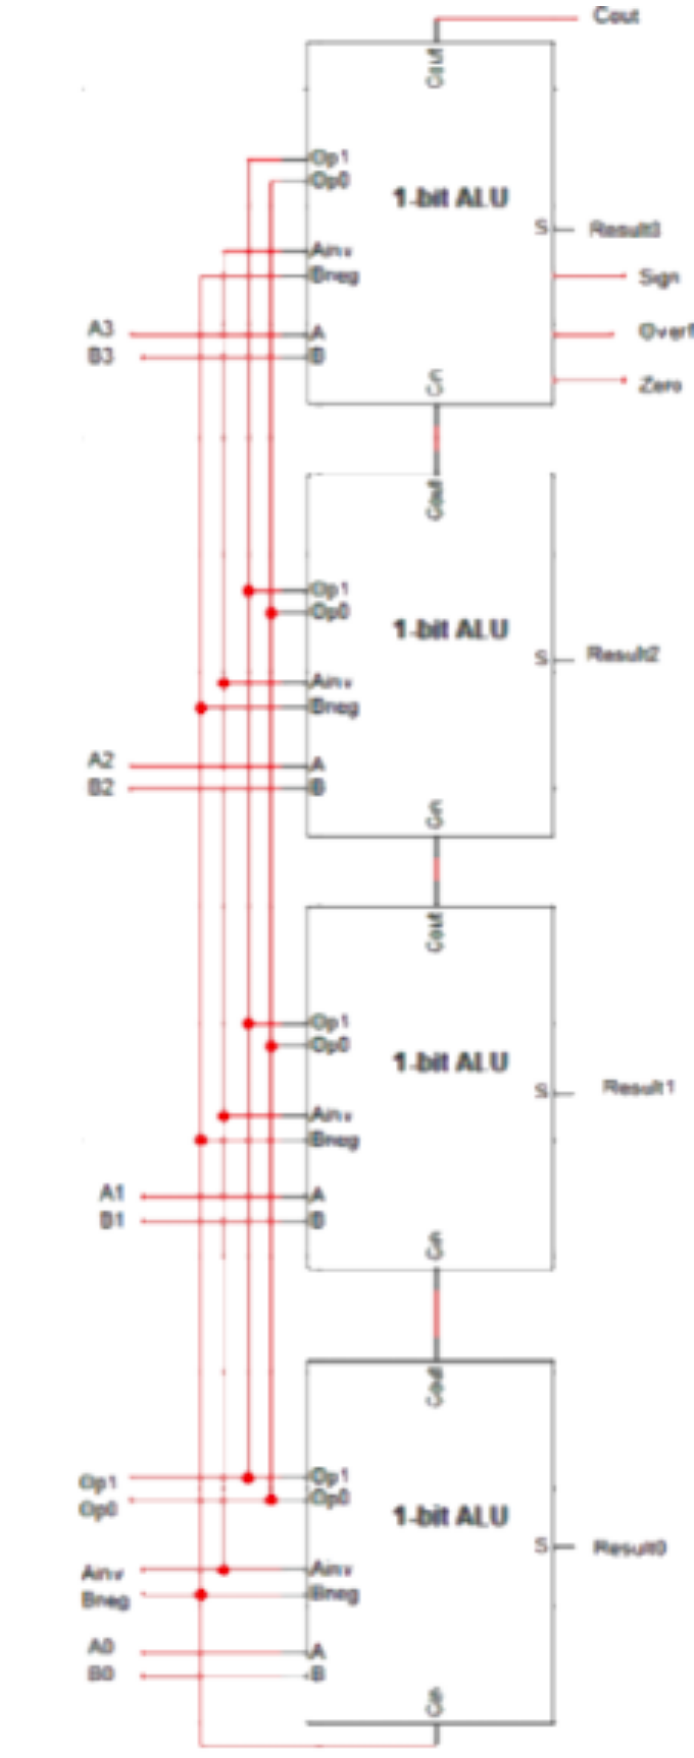 Cout
Cout
Op1
Op0
1-bit ALU
Ainv
S Result3
Bneg
Sign
A3 A
Overf
B3 B
Zero
Cin
Cout
Op1
Op0
1-bit ALU
S Result2
Ainv
Bneg
A2 A
B2 B
Cin
Cout
Op1
Op0
1-bit ALU
S Result1
Ainv
Bneg
A1 A
B1 B
Cin
Cout
Op1 Op1
Op0 Op0
1-bit ALU
S Result0
Ainv Ainv
Bneg Bneg
A0 A
B0 B
Cin